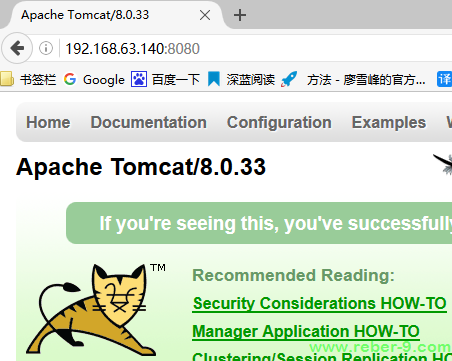 Apache Tomcat/8.0.33
192.168.63.140:8080
书签栏 Google 百度一下 深蓝阅读 方法 - 廖雪峰的官方... 译
Home Documentation Configuration Examples
Apache Tomcat/8.0.33
If you're seeing this, you've successfully
TM
Recommended Reading:
Security Considerations HOW-TO
Manager Application HOW-TO
Clustering/Session Replication HO
www.reber-9.com